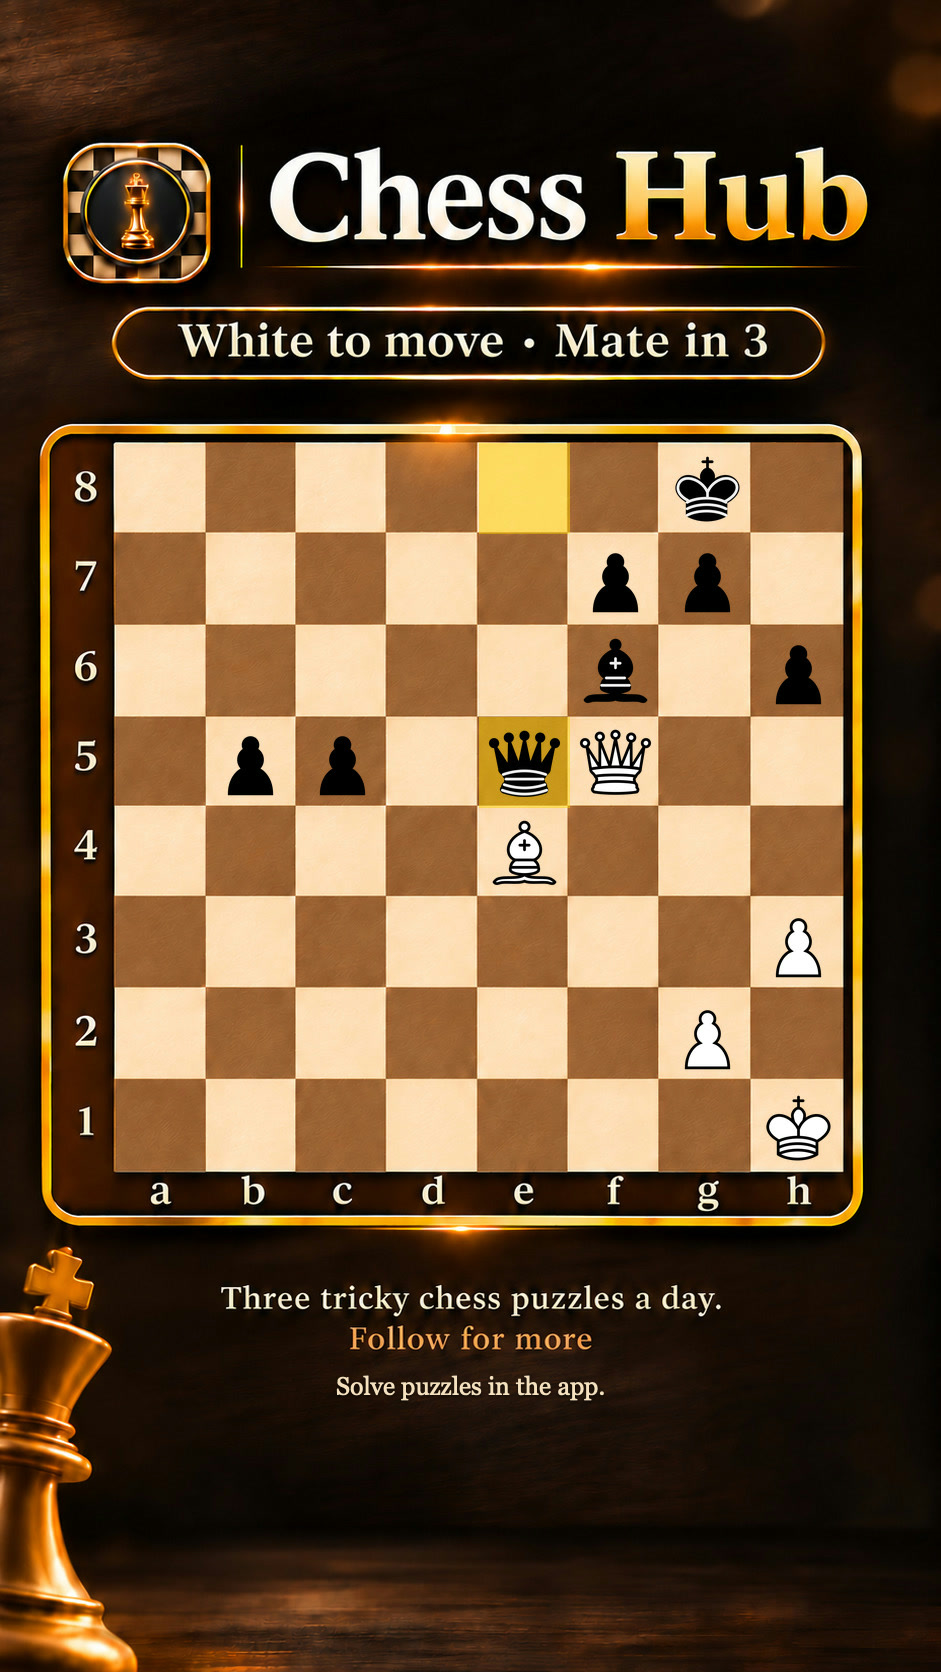 Chess Hub
White to move • Mate in 3
8
7
6
5
4
3
2
1
a b c d e f g h
Three tricky chess puzzles a day.
Follow for more
Solve puzzles in the app.